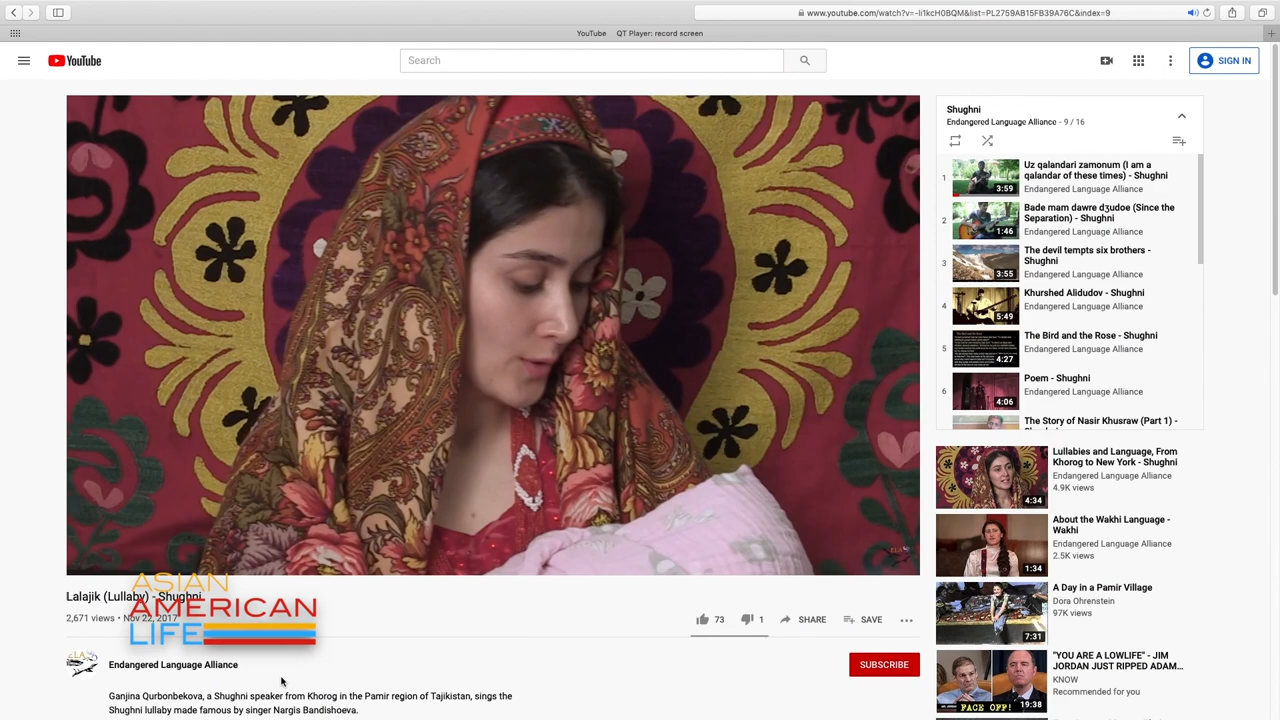 www.youtube.com/watch?v=-li1kcH0BQM&list=PL2759AB15FB39A76C&index=9
YouTube
QT Player: record screen
YouTube
Search
SIGN IN
Shughni
Endangered Language Alliance - 9 / 16
1
3:59
Uz qalandari zamonum (I am a
qalandar of these times) - Shughni
Endangered Language Alliance
2
1:46
Bade mam dawre dʒudoe (Since the
Separation) - Shughni
Endangered Language Alliance
3
3:55
The devil tempts six brothers -
Shughni
Endangered Language Alliance
4
5:49
Khurshed Alidudov - Shughni
Endangered Language Alliance
5
4:27
The Bird and the Rose - Shughni
Endangered Language Alliance
6
4:06
Poem - Shughni
Endangered Language Alliance
The Story of Nasir Khusraw (Part 1) -
4:34
Lullabies and Language, From
Khorog to New York - Shughni
Endangered Language Alliance
4.9K views
1:34
About the Wakhi Language -
Wakhi
Endangered Language Alliance
2.5K views
7:31
A Day in a Pamir Village
Dora Ohrenstein
97K views
FACE OFF!
19:38
"YOU ARE A LOWLIFE" - JIM
JORDAN JUST RIPPED ADAM...
KNOW
Recommended for you
ELA
Lalajik (Lullaby) - Shughni
2,671 views • Nov 22, 2017
ASIAN
AMERICAN
LIFE
73
1
SHARE
SAVE
ELA
Endangered Language Alliance
SUBSCRIBE
Ganjina Qurbonbekova, a Shughni speaker from Khorog in the Pamir region of Tajikistan, sings the
Shughni lullaby made famous by singer Nargis Bandishoeva.